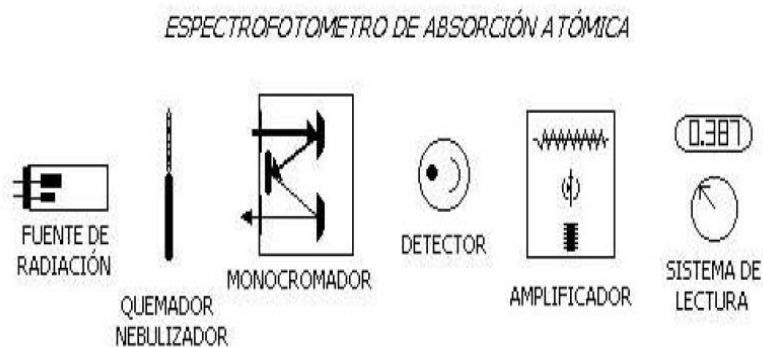 ESPECTROFOTOMETRO DE ABSORCIÓN ATÓMICA
FUENTE DE
RADIACIÓN
QUEMADOR
NEBULIZADOR
MONOCROMADOR
DETECTOR
AMPLIFICADOR
0.387
SISTEMA DE
LECTURA